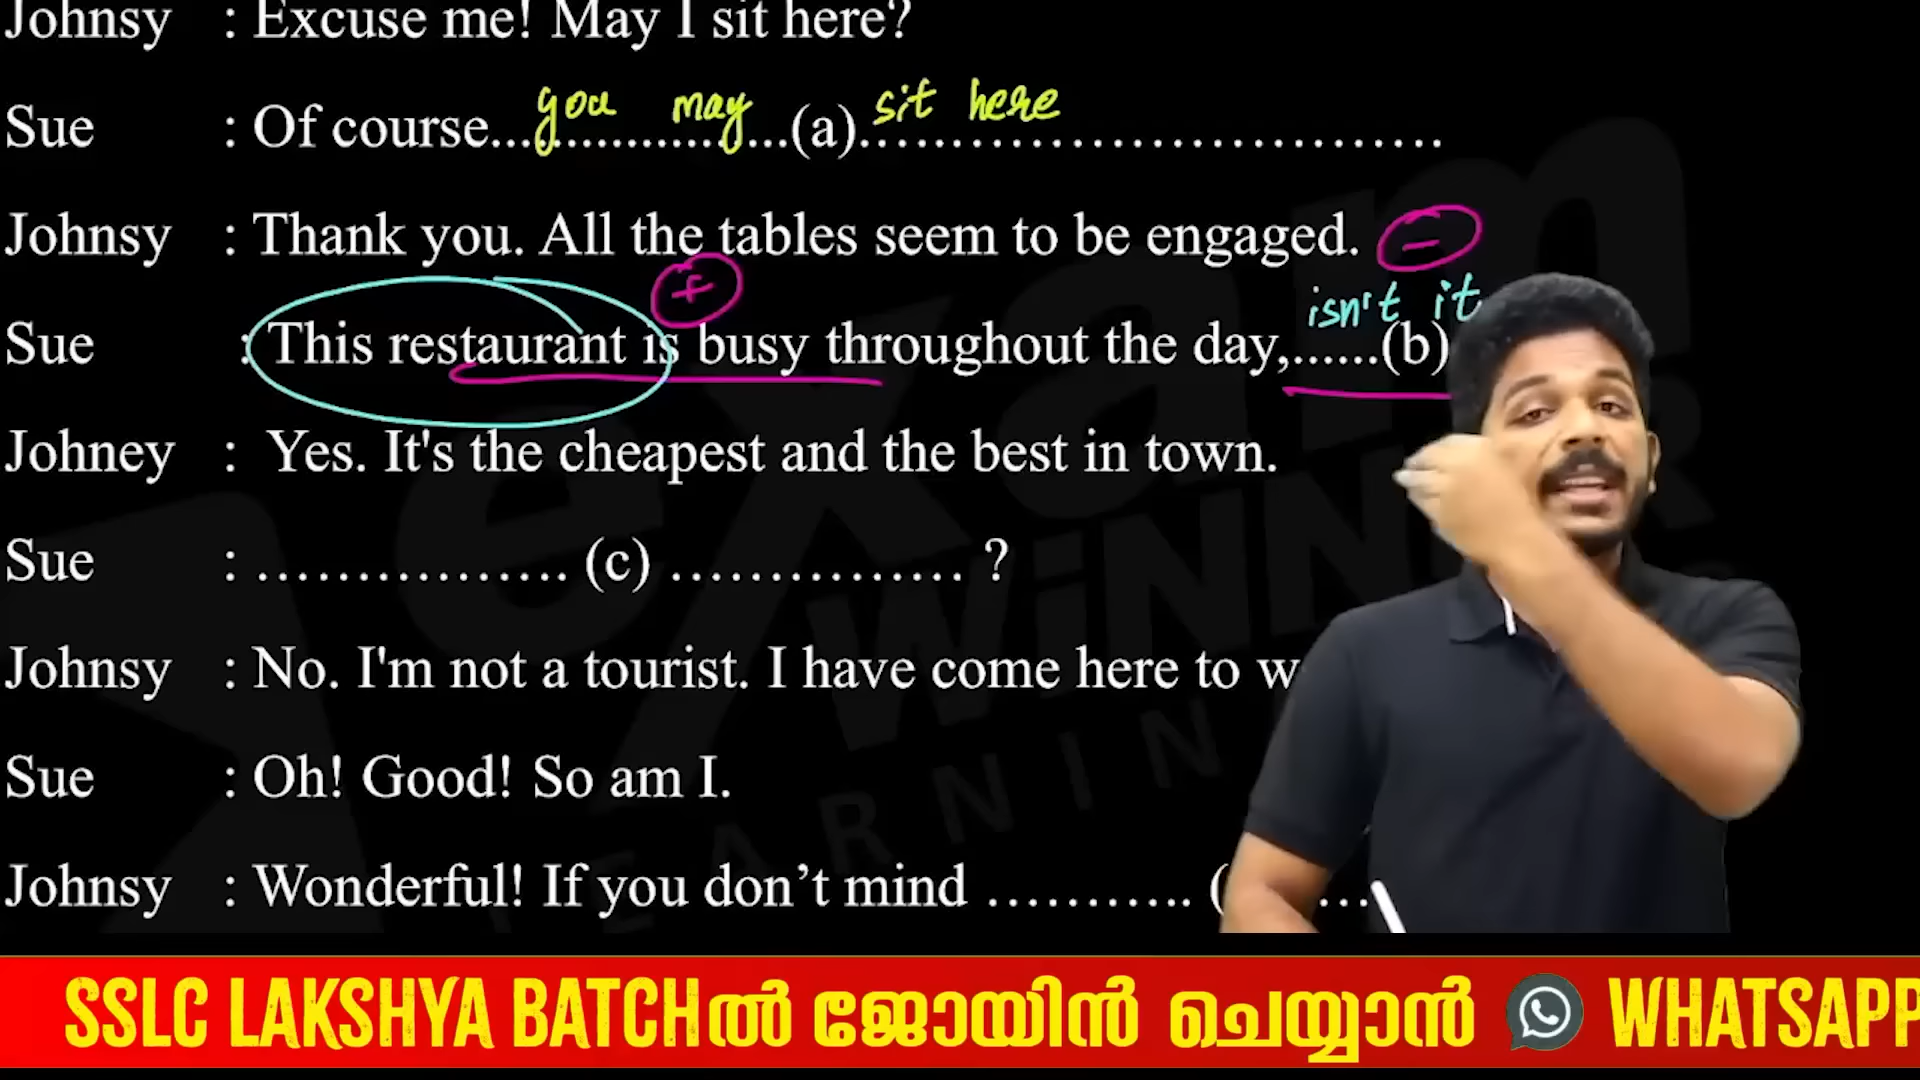 Johnsy : Excuse me! May I sit here?
you may sit here
Sue : Of course..............................(a).............................
Johnsy : Thank you. All the tables seem to be engaged. −
+
isn't it
Sue : This restaurant is busy throughout the day,......(b)
Johney : Yes. It's the cheapest and the best in town.
Sue : ................ (c) ............... ?
Johnsy : No. I'm not a tourist. I have come here to w
Sue : Oh! Good! So am I.
Johnsy : Wonderful! If you don’t mind ........... ( ...
exam
WiNNER
LEARNING
SSLC LAKSHYA BATCHൽ ജോയിൻ ചെയ്യാൻ WHATSAPP